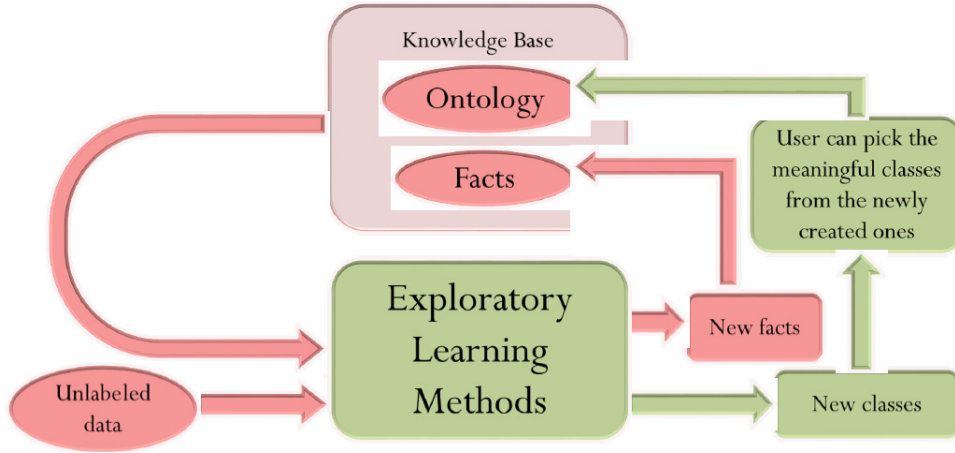 Knowledge Base
Ontology
Facts
User can pick the
meaningful classes
from the newly
created ones
Exploratory
Learning
Methods
New facts
New classes
Unlabeled
data